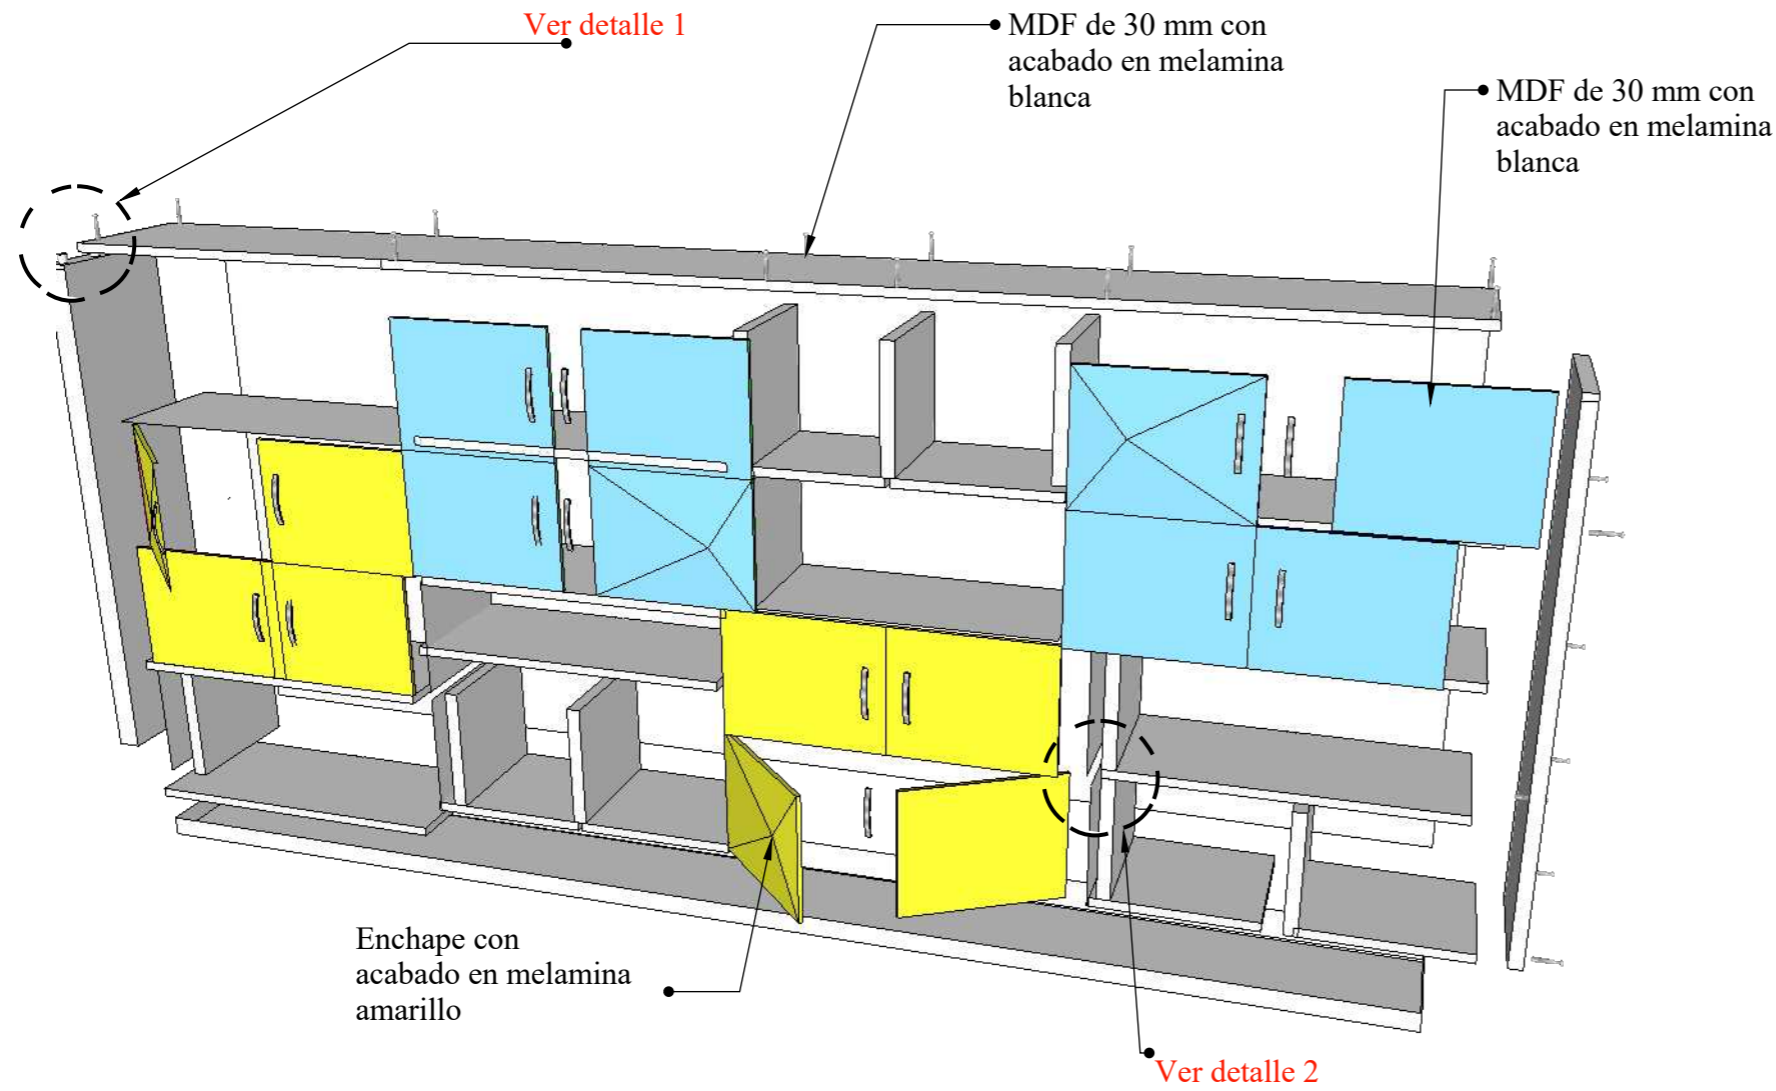 Ver detalle 1
MDF de 30 mm con
acabado en melamina
blanca
MDF de 30 mm con
acabado en melamina
blanca
Enchape con
acabado en melamina
amarillo
Ver detalle 2